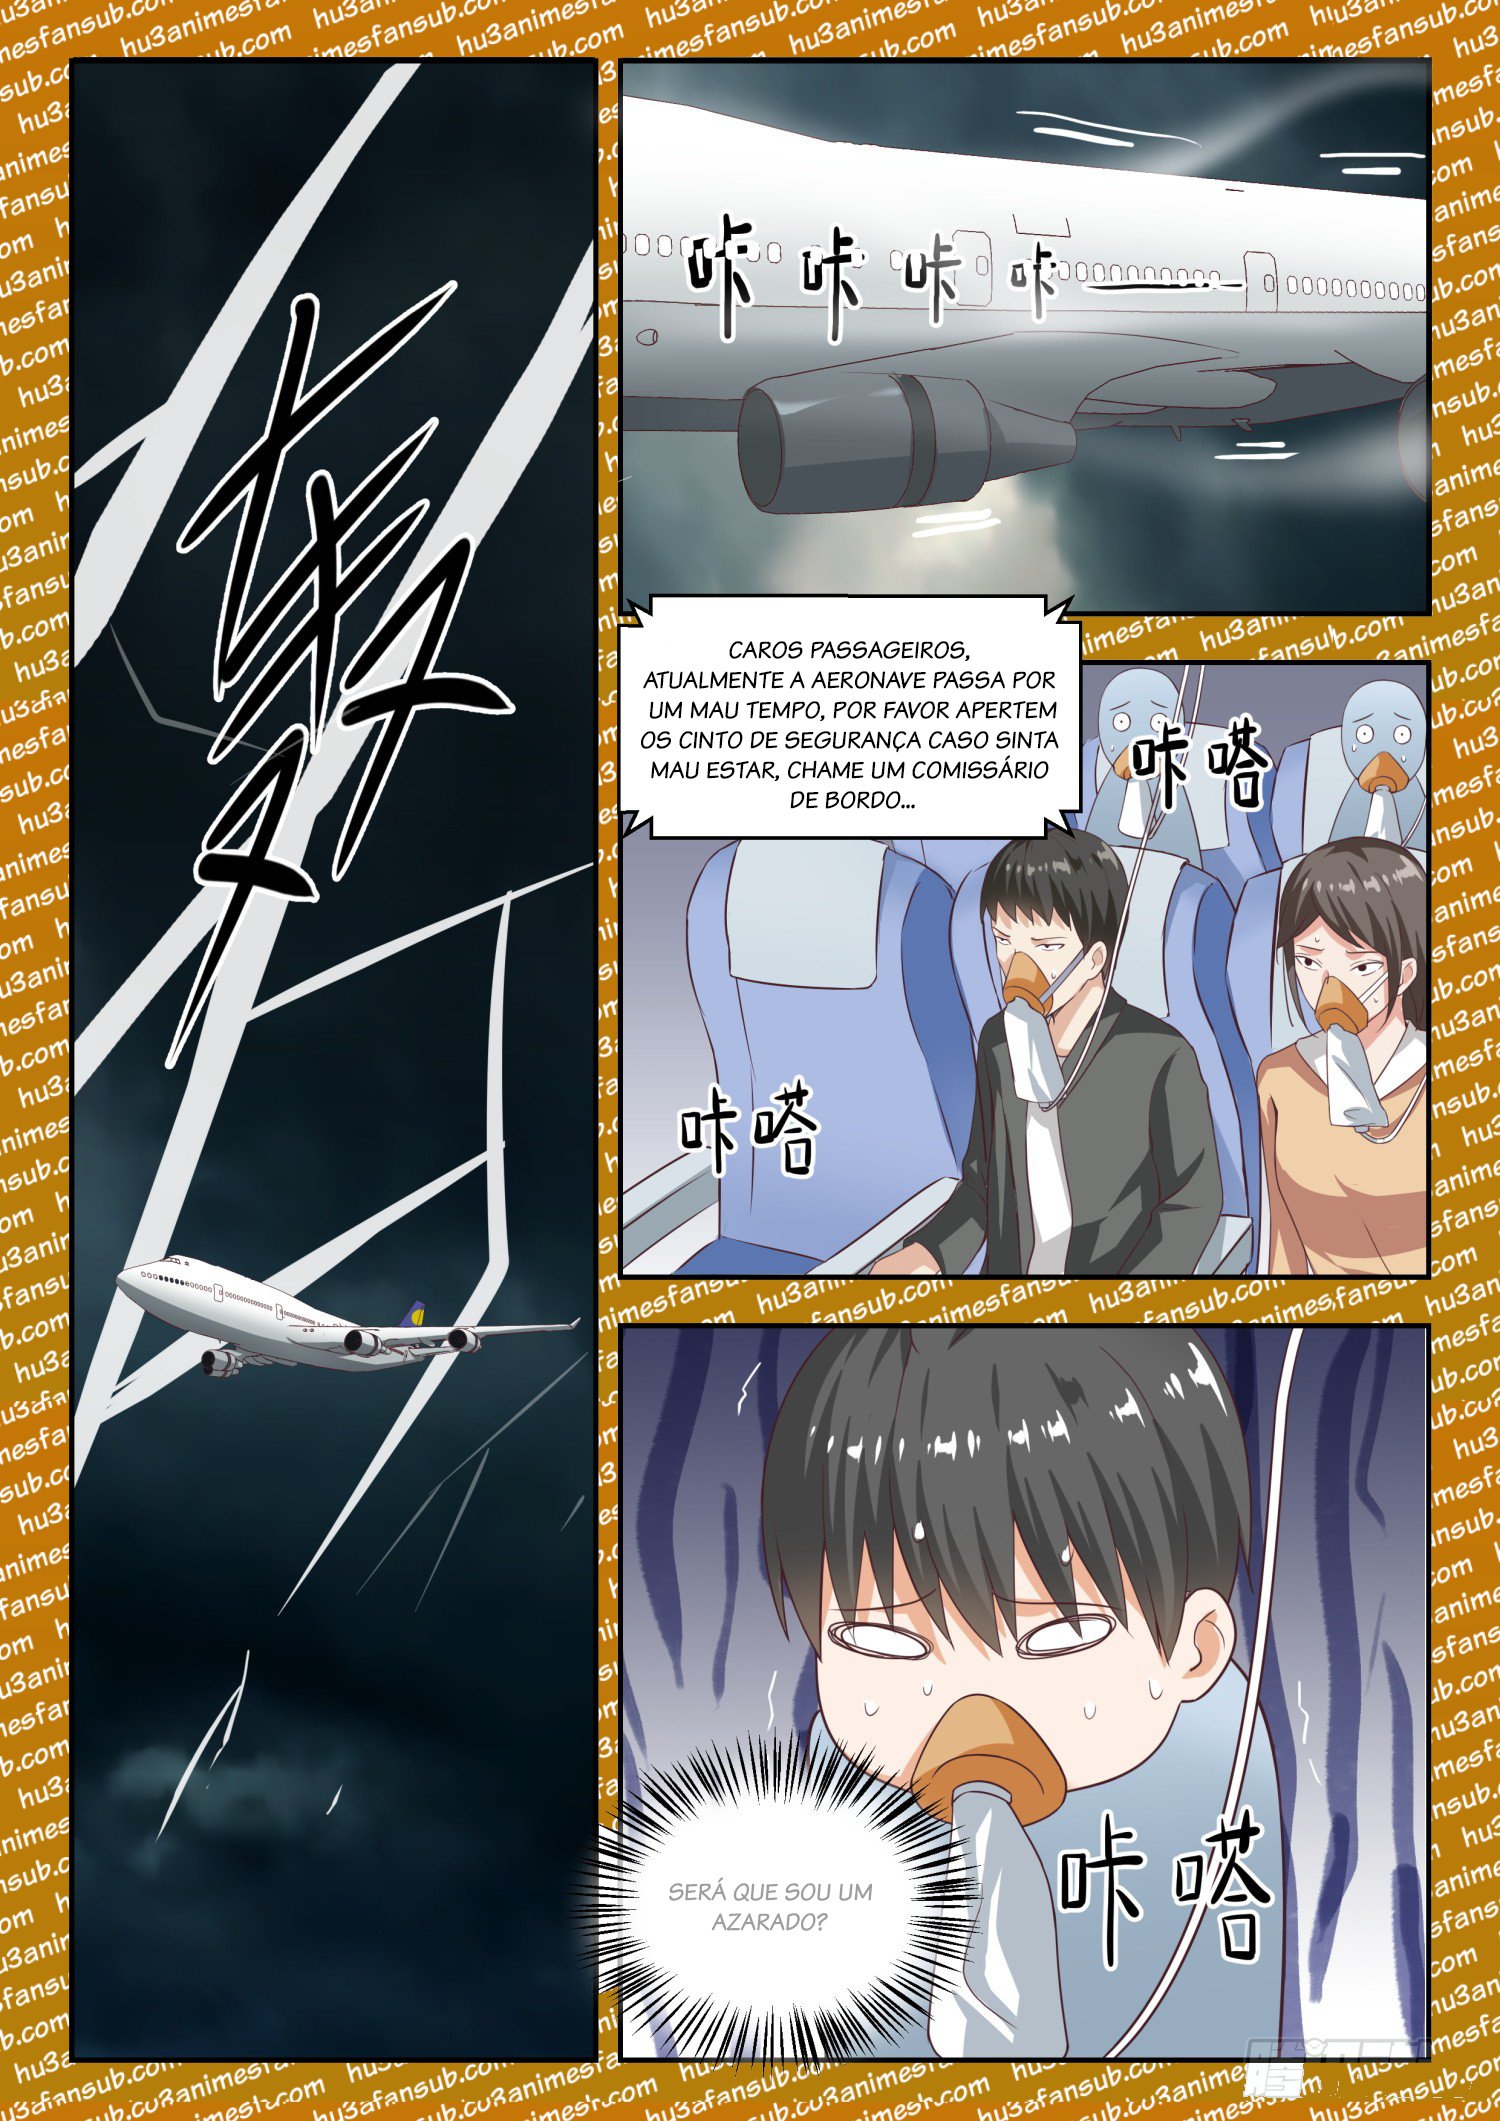 咔 咔 咔 咔
CAROS PASSAGEIROS,
ATUALMENTE A AERONAVE PASSA POR
UM MAU TEMPO, POR FAVOR APERTEM
OS CINTO DE SEGURANÇA CASO SINTA
MAU ESTAR, CHAME UM COMISSÁRIO
DE BORDO...
咔嗒
咔嗒
SERÁ QUE SOU UM
AZARADO?
咔嗒
hu3animesfansub.com